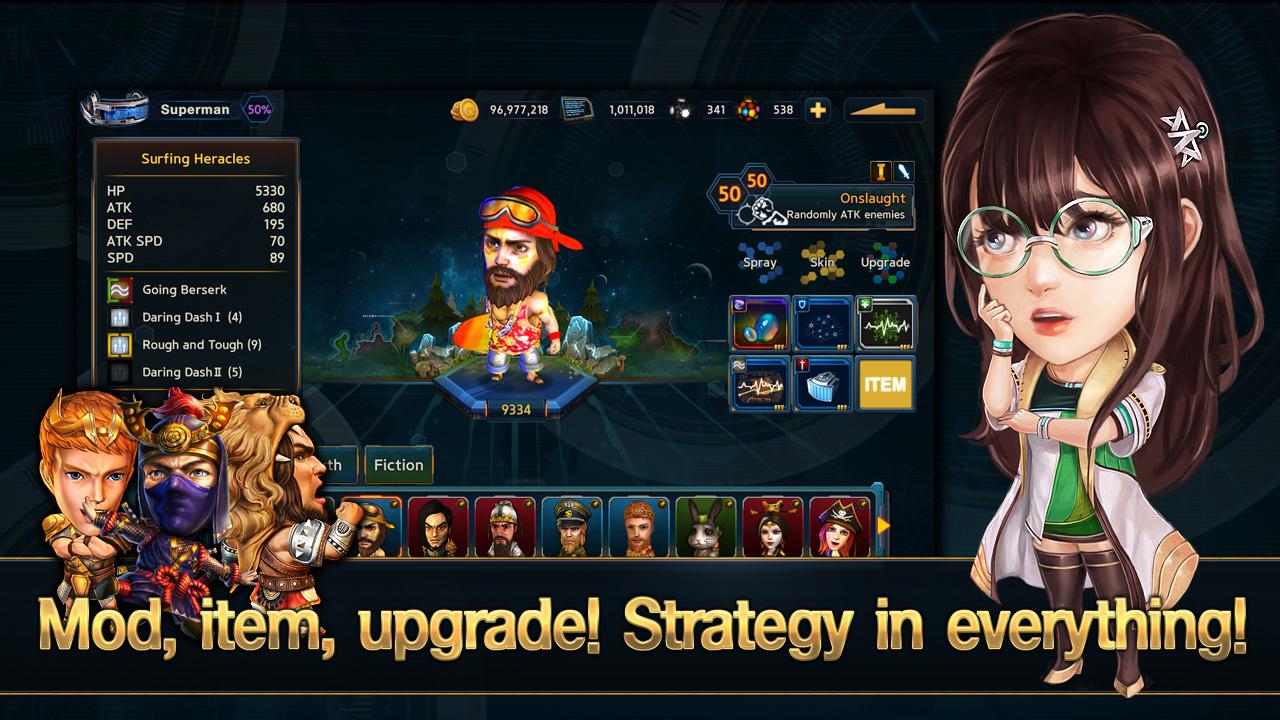 Superman 50%
96,977,218 1,011,018 341 538
Surfing Heracles
HP 5330
ATK 680
DEF 195
ATK SPD 70
SPD 89
Going Berserk
Daring Dash I (4)
Rough and Tough (9)
Daring Dash II (5)
50 50
Onslaught
Randomly ATK enemies
Spray Skin Upgrade
ITEM
9334
Fiction
Mod, item, upgrade! Strategy in everything!